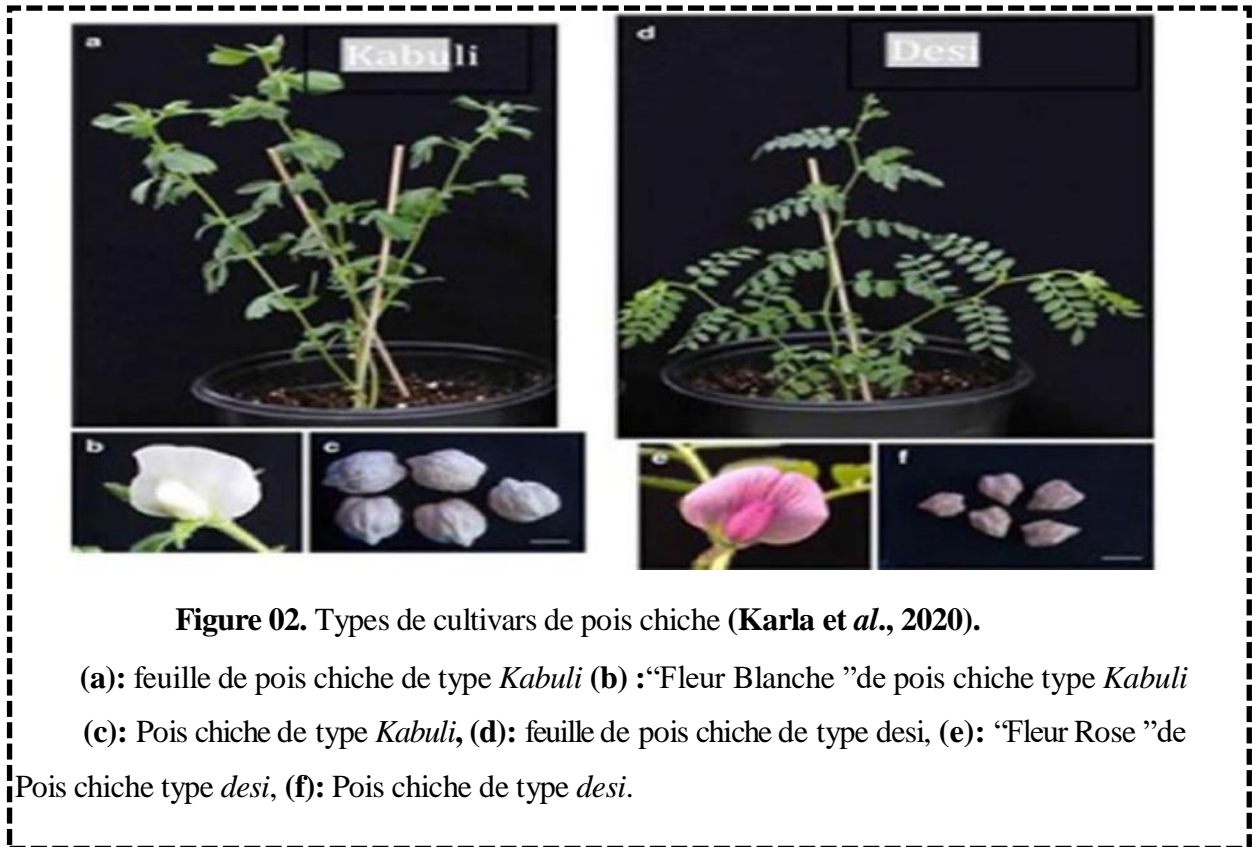 a
Kabuli
d
Desi
b
c
e
f
Figure 02. Types de cultivars de pois chiche (Karla et al., 2020).
(a): feuille de pois chiche de type Kabuli (b) :“Fleur Blanche ”de pois chiche type Kabuli
(c): Pois chiche de type Kabuli, (d): feuille de pois chiche de type desi, (e): “Fleur Rose ”de
Pois chiche type desi, (f): Pois chiche de type desi.